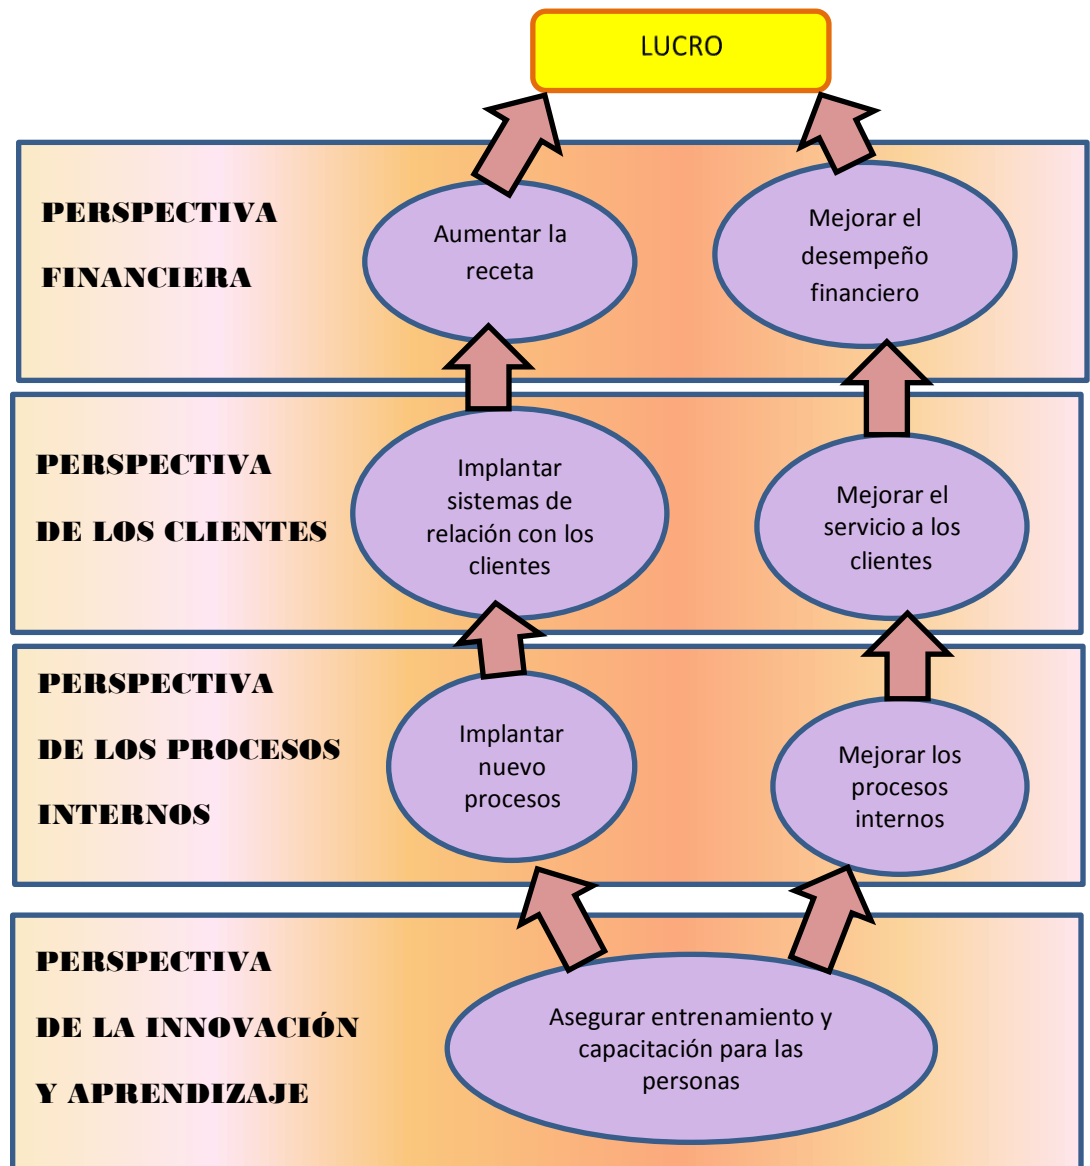 LUCRO
PERSPECTIVA
FINANCIERA
Aumentar la
receta
Mejorar el
desempeño
financiero
PERSPECTIVA
DE LOS CLIENTES
Implantar
sistemas de
relación con los
clientes
Mejorar el
servicio a los
clientes
PERSPECTIVA
DE LOS PROCESOS
INTERNOS
Implantar
nuevo
procesos
Mejorar los
procesos
internos
PERSPECTIVA
DE LA INNOVACIÓN
Y APRENDIZAJE
Asegurar entrenamiento y
capacitación para las
personas